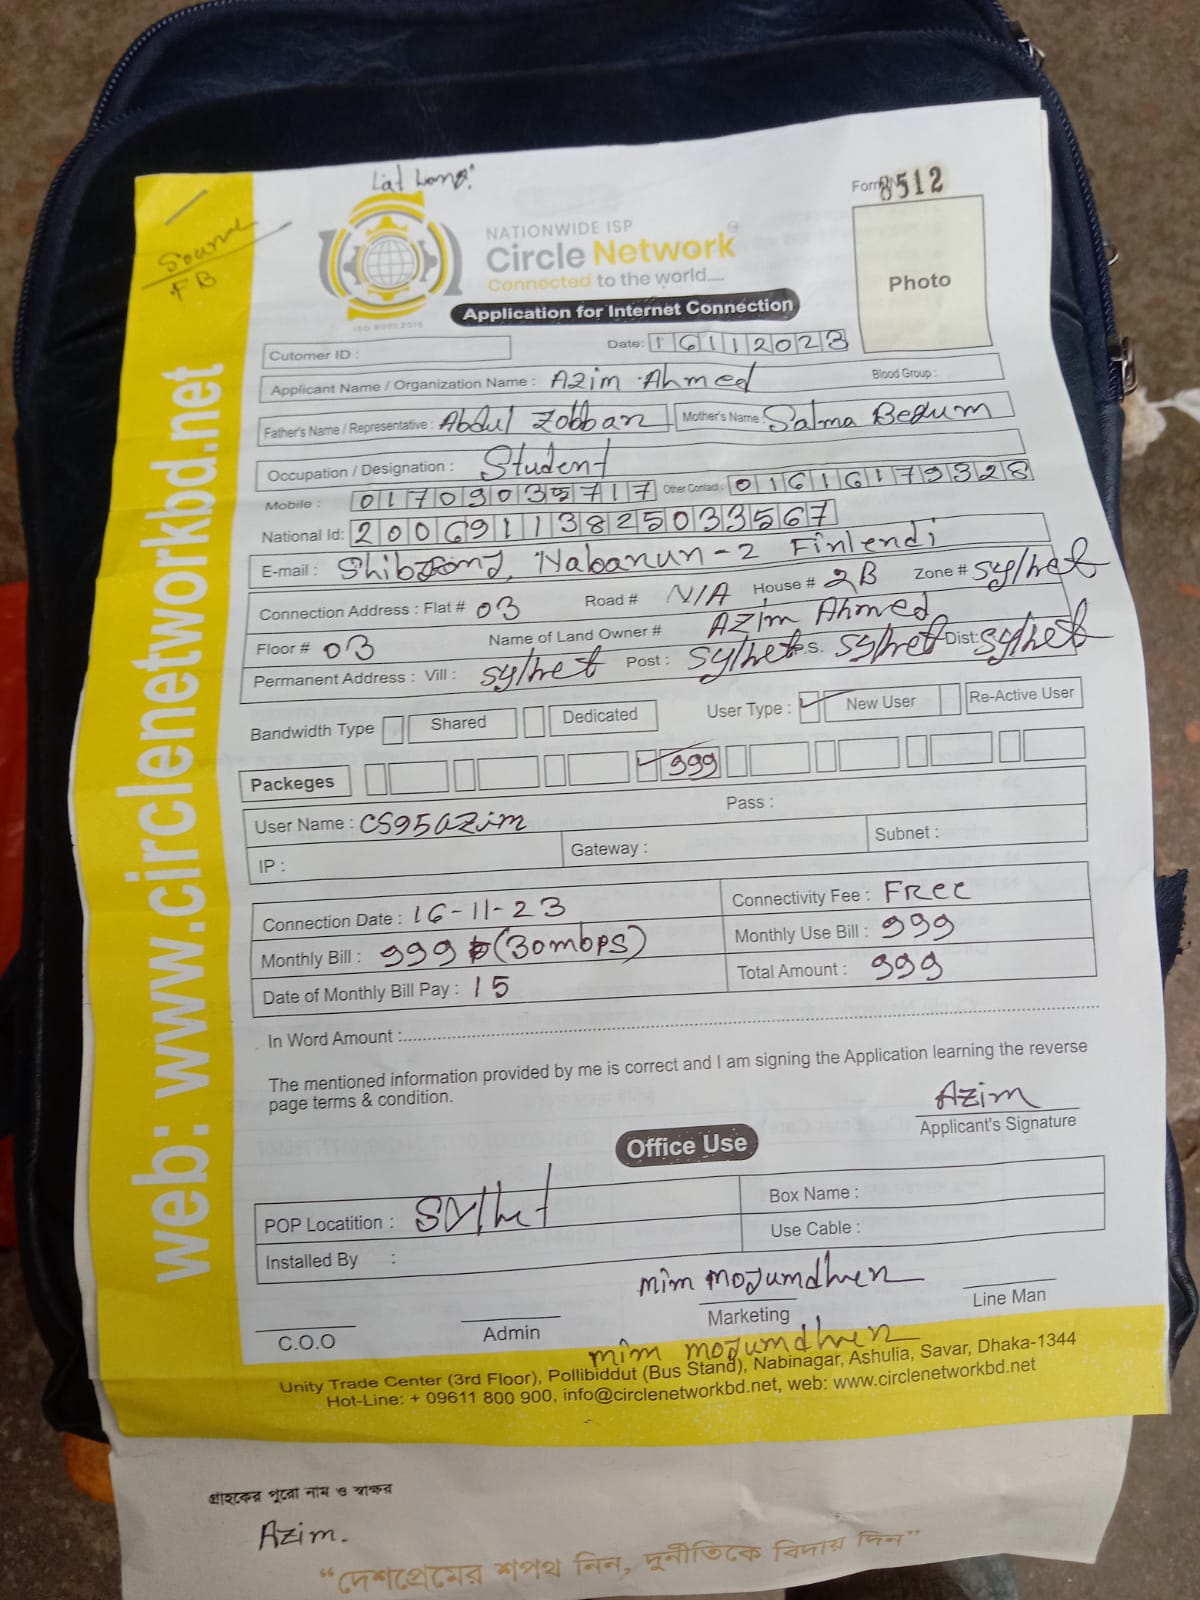 Lat Long:
Source
FB
Form No 8512
NATIONWIDE ISP
Circle Network
Connected to the world.....
ISO 9001:2015
Photo
Application for Internet Connection
Cutomer ID :
Date: 16112023
Applicant Name / Organization Name : Azim Ahmed Blood Group :
Father's Name / Representative : Abdul Zobban Mother's Name : Salma Begum
Occupation / Designation : Student
Mobile : 01709035717 Other Contact : 01616179328
National Id: 20069113825033567
E-mail : Nabarun-2
Connection Address : Flat # 03 Road # N/A House # 2B Zone # sylhet
Floor # 03 Name of Land Owner # Azim Ahmed
Permanent Address : Vill : sylhet Post : sylhet P.S. sylhet Dist: sylhet
Bandwidth Type Shared Dedicated User Type : New User Re-Active User
Packeges 999
User Name : CS95azim Pass :
IP : Gateway : Subnet :
Connection Date : 16-11-23 Connectivity Fee : Free
Monthly Bill : 999 (30mbps) Monthly Use Bill : 999
Date of Monthly Bill Pay : 15 Total Amount : 999
In Word Amount :
The mentioned information provided by me is correct and I am signing the Application learning the reverse
page terms & condition.
Azim
Applicant's Signature
Office Use
POP Locatition : Sylhet Box Name :
Installed By : Use Cable :
mim mojumdher
C.O.O Admin Marketing Line Man
mim mojumdher
Unity Trade Center (3rd Floor), Pollibiddut (Bus Stand), Nabinagar, Ashulia, Savar, Dhaka-1344
Hot-Line: + 09611 800 900, info@circlenetworkbd.net, web: www.circlenetworkbd.net
web: www.circlenetworkbd.net
গ্রাহকের পুরো নাম ও স্বাক্ষর
Azim.
“দেশপ্রেমের শপথ নিন, দুর্নীতিকে বিদায় দিন”